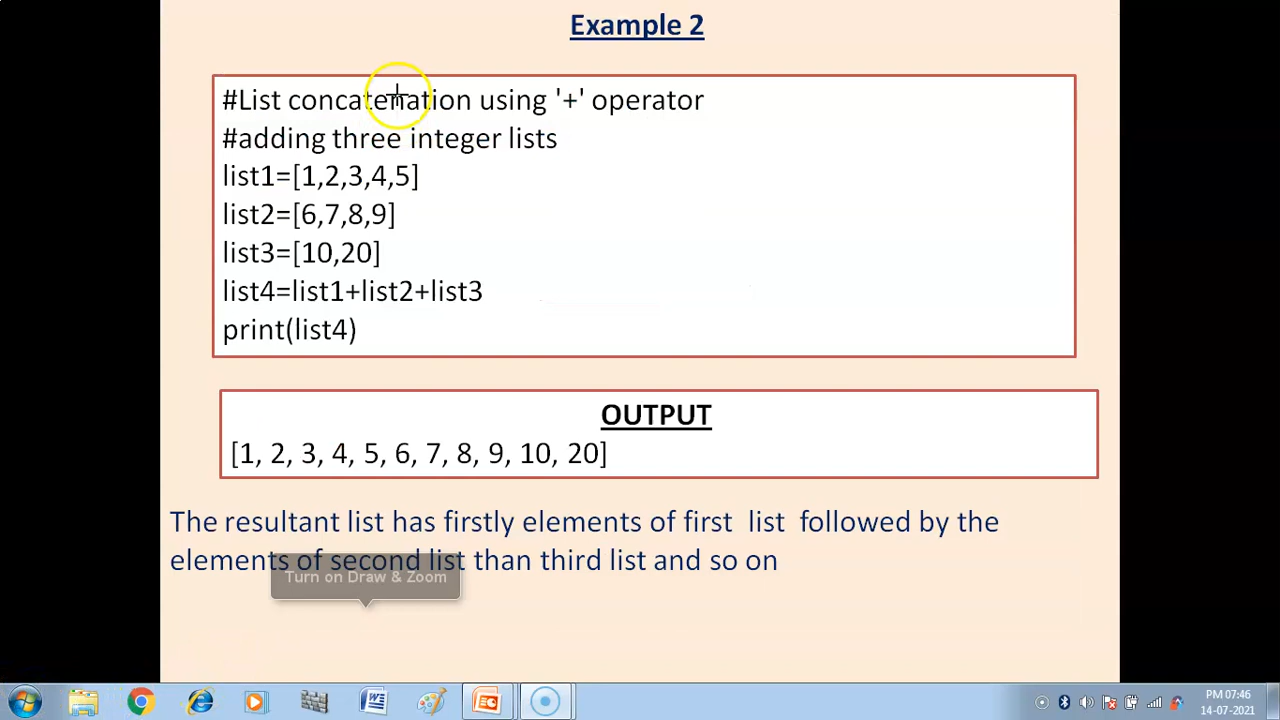 Example 2
#List concatenation using '+' operator
#adding three integer lists
list1=[1,2,3,4,5]
list2=[6,7,8,9]
list3=[10,20]
list4=list1+list2+list3
print(list4)
OUTPUT
[1, 2, 3, 4, 5, 6, 7, 8, 9, 10, 20]
The resultant list has firstly elements of first list followed by the
elements of second list than third list and so on
Turn on Draw & Zoom
PM 07:46
14-07-2021